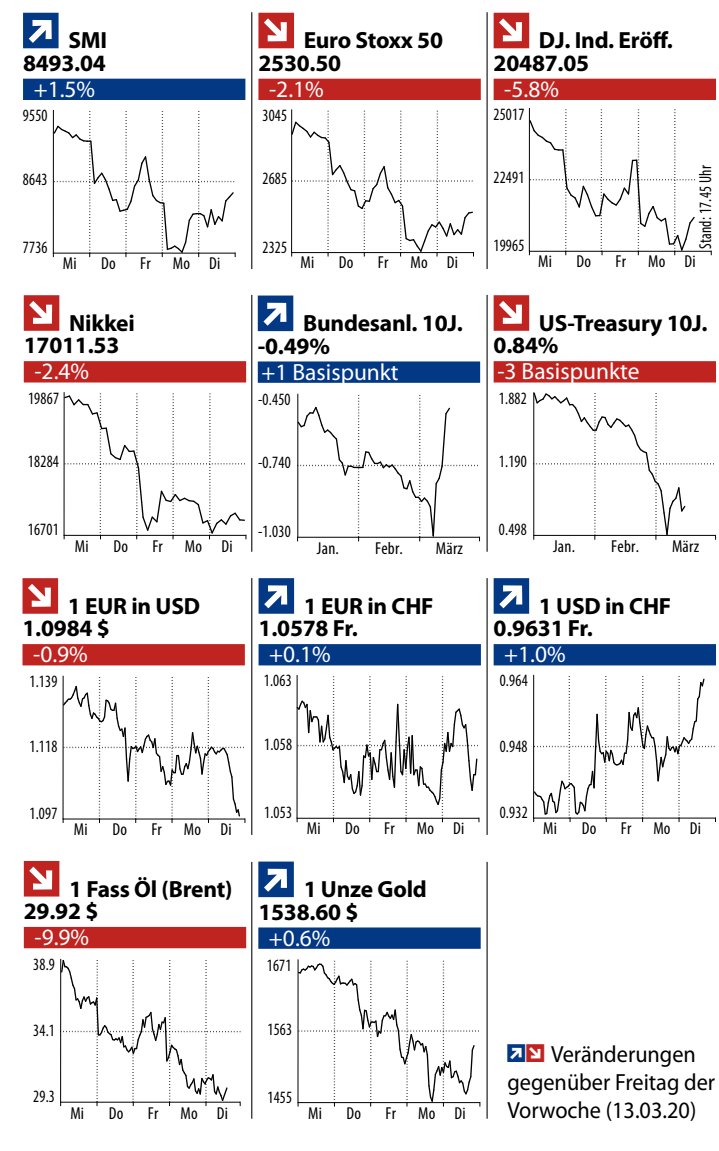 SMI
8493.04
+1.5%
9550
8643
7736
Mi Do Fr Mo Di
Euro Stoxx 50
2530.50
-2.1%
3045
2685
2325
Mi Do Fr Mo Di
DJ. Ind. Eröff.
20487.05
-5.8%
25017
22491
19965
Stand: 17.45 Uhr
Mi Do Fr Mo Di
Nikkei
17011.53
-2.4%
19867
18284
16701
Mi Do Fr Mo Di
Bundesanl. 10J.
-0.49%
+1 Basispunkt
-0.450
-0.740
-1.030
Jan. Febr. März
US-Treasury 10J.
0.84%
-3 Basispunkte
1.882
1.190
0.498
Jan. Febr. März
1 EUR in USD
1.0984 $
-0.9%
1.139
1.118
1.097
Mi Do Fr Mo Di
1 EUR in CHF
1.0578 Fr.
+0.1%
1.063
1.058
1.053
Mi Do Fr Mo Di
1 USD in CHF
0.9631 Fr.
+1.0%
0.964
0.948
0.932
Mi Do Fr Mo Di
1 Fass Öl (Brent)
29.92 $
-9.9%
38.9
34.1
29.3
Mi Do Fr Mo Di
1 Unze Gold
1538.60 $
+0.6%
1671
1563
1455
Mi Do Fr Mo Di
Veränderungen
gegenüber Freitag der
Vorwoche (13.03.20)